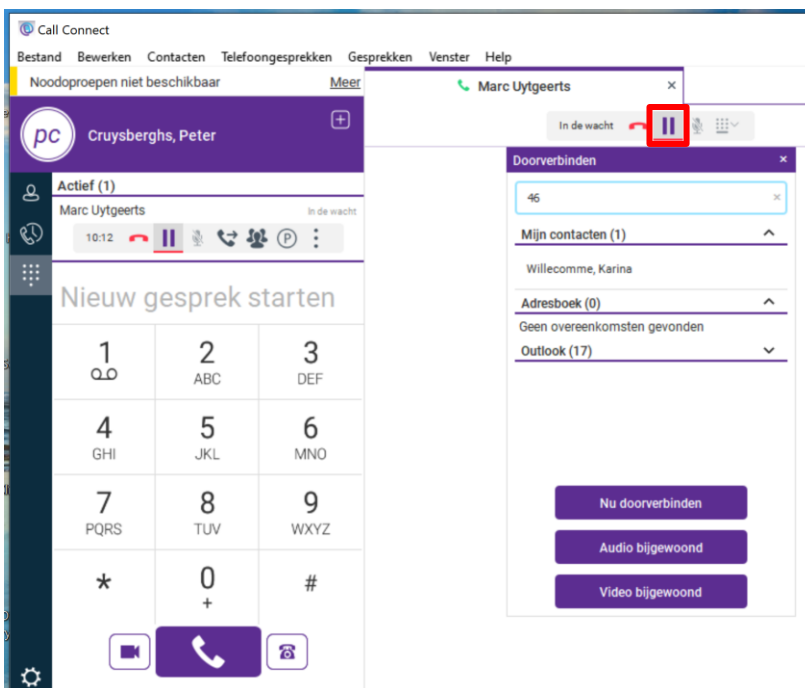 Call Connect
Bestand Bewerken Contacten Telefoongesprekken Gesprekken Venster Help
Noodoproepen niet beschikbaar Meer
pc Cruysberghs, Peter
Actief (1)
Marc Uytgeerts In de wacht
10:12 P
Nieuw gesprek starten
1 2 3
ABC DEF
4 5 6
GHI JKL MNO
7 8 9
PQRS TUV WXYZ
* 0 #
+
Marc Uytgeerts ×
In de wacht
Doorverbinden ×
46 ×
Mijn contacten (1)
Willecomme, Karina
Adresboek (0)
Geen overeenkomsten gevonden
Outlook (17)
Nu doorverbinden
Audio bijgewoond
Video bijgewoond